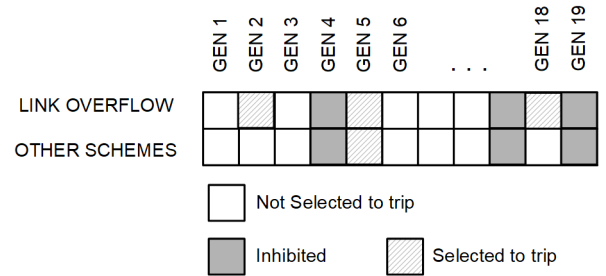 GEN 1
GEN 2
GEN 3
GEN 4
GEN 5
GEN 6
. . .
GEN 18
GEN 19
LINK OVERFLOW
OTHER SCHEMES
Not Selected to trip
Inhibited
Selected to trip